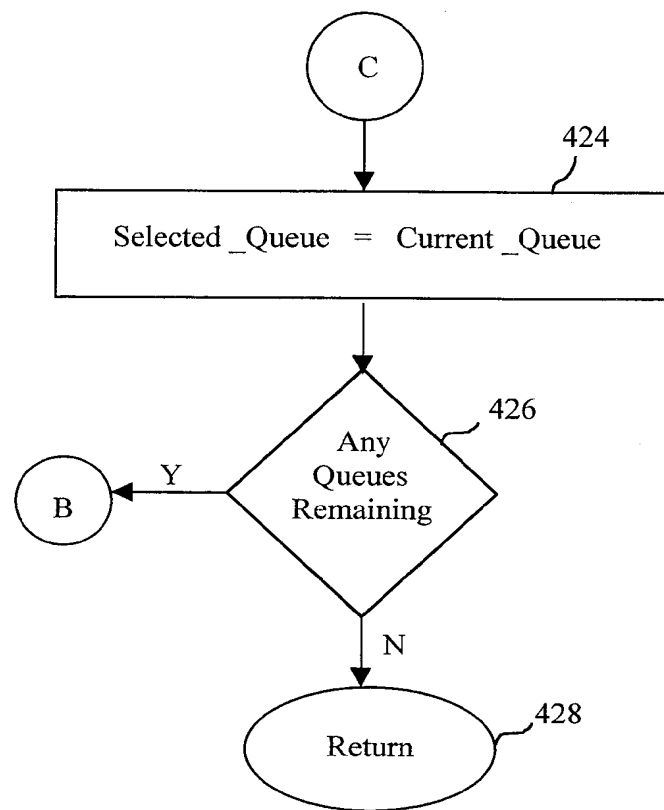 C
424
Selected _Queue = Current _Queue
426
Any
Queues
Remaining
Y
B
N
428
Return